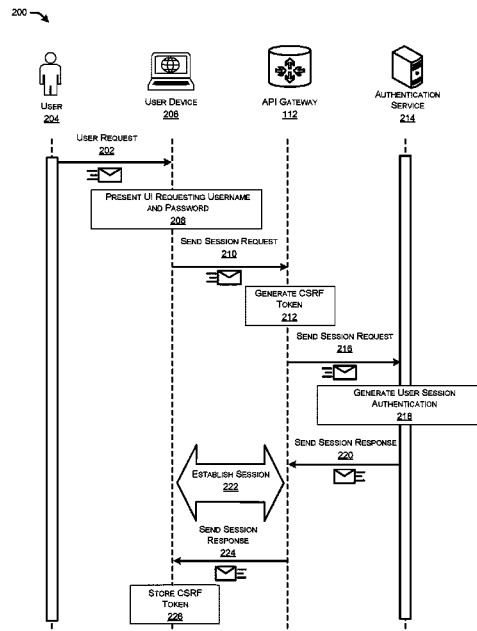 200
USER
204
USER DEVICE
206
API GATEWAY
112
AUTHENTICATION
SERVICE
214
USER REQUEST
202
PRESENT UI REQUESTING USERNAME
AND PASSWORD
208
SEND SESSION REQUEST
210
GENERATE CSRF
TOKEN
212
SEND SESSION REQUEST
216
GENERATE USER SESSION
AUTHENTICATION
218
SEND SESSION RESPONSE
220
ESTABLISH SESSION
222
SEND SESSION
RESPONSE
224
STORE CSRF
TOKEN
226